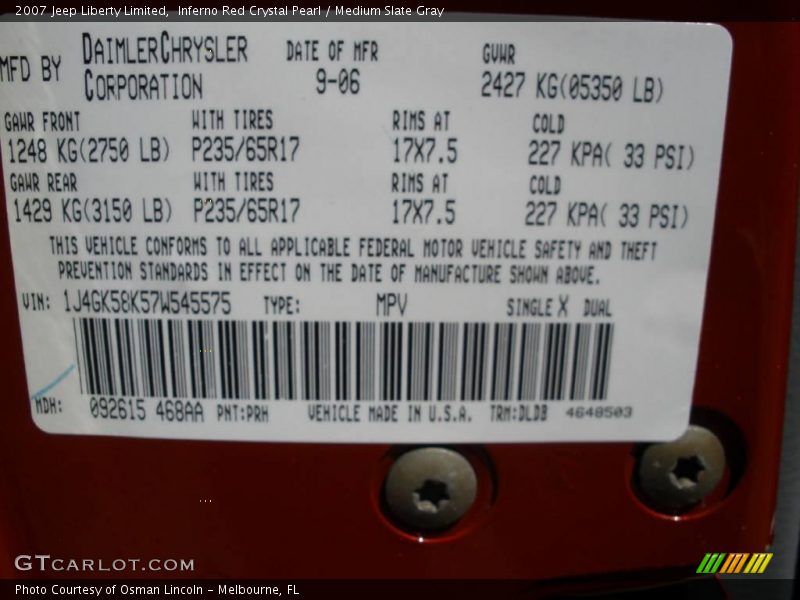 2007 Jeep Liberty Limited,  Inferno Red Crystal Pearl / Medium Slate Gray
MFD BY DAIMLERCHRYSLER CORPORATION DATE OF MFR 9-06 GVWR 2427 KG(05350 LB)
GAWR FRONT WITH TIRES RIMS AT COLD
1248 KG(2750 LB) P235/65R17 17X7.5 227 KPA( 33 PSI)
GAWR REAR WITH TIRES RIMS AT COLD
1429 KG(3150 LB) P235/65R17 17X7.5 227 KPA( 33 PSI)
THIS VEHICLE CONFORMS TO ALL APPLICABLE FEDERAL MOTOR VEHICLE SAFETY AND THEFT
PREVENTION STANDARDS IN EFFECT ON THE DATE OF MANUFACTURE SHOWN ABOVE.
VIN: 1J4GK58K57W545575 TYPE: MPV SINGLE X DUAL
MDH: 092615 468AA PNT:PRH VEHICLE MADE IN U.S.A. TRM:DLDB 4648503
GTCARLOT.COM
Photo Courtesy of Osman Lincoln - Melbourne, FL